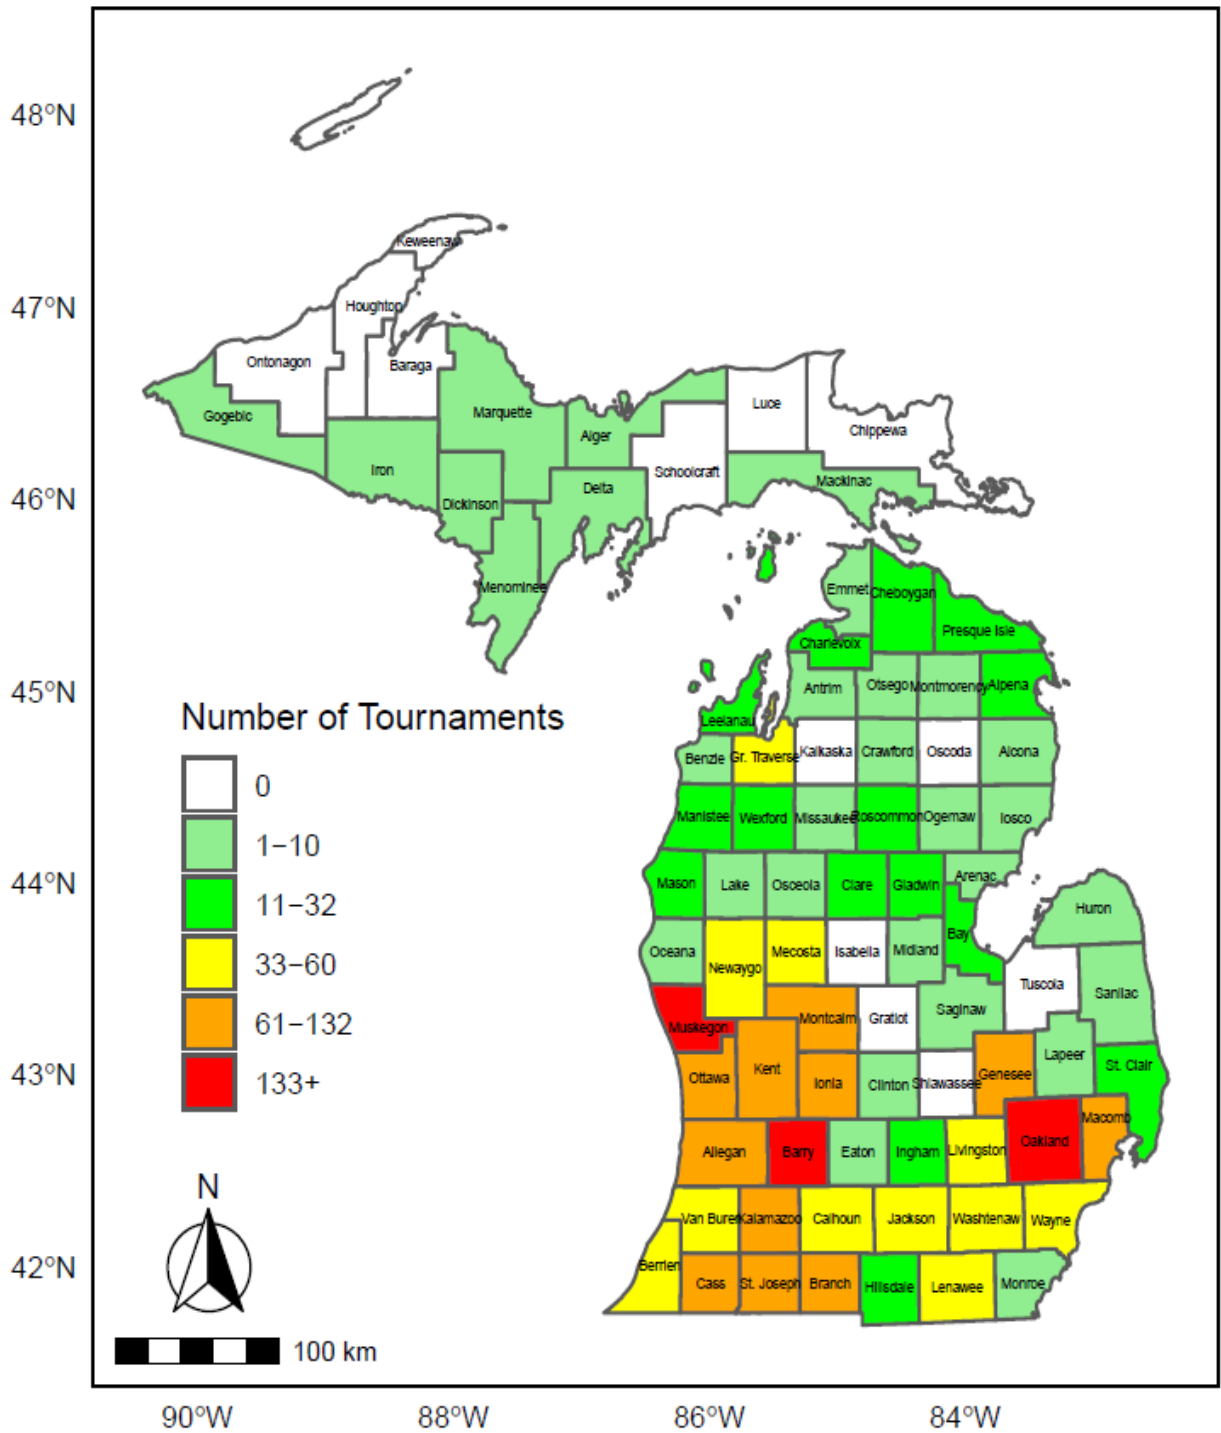 48°N
Keweenaw
47°N
Houghton
Ontonagon
Baraga
Luce
Gogebic
Marquette
Chippewa
Alger
Iron
Schoolcraft
Mackinac
46°N
Dickinson
Delta
Menominee
Emmet
Cheboygan
Presque Isle
Charlevoix
45°N
Antrim
Otsego
Montmorency
Alpena
Number of Tournaments
Leelanau
Benzie
Gr. Traverse
Kalkaska
Crawford
Oscoda
Alcona
0
Manistee
Wexford
Missaukee
Roscommon
Ogemaw
Iosco
1–10
44°N
Mason
Lake
Osceola
Clare
Gladwin
Arenac
11–32
Huron
Oceana
Newaygo
Mecosta
Isabella
Midland
Bay
33–60
Tuscola
Sanilac
Muskegon
Montcalm
Gratiot
Saginaw
61–132
43°N
Ottawa
Kent
Ionia
Clinton
Shiawassee
Genesee
Lapeer
St. Clair
133+
Macomb
Allegan
Barry
Eaton
Ingham
Livingston
Oakland
N
Van Buren
Kalamazoo
Calhoun
Jackson
Washtenaw
Wayne
42°N
Berrien
Cass
St. Joseph
Branch
Hillsdale
Lenawee
Monroe
100 km
90°W
88°W
86°W
84°W